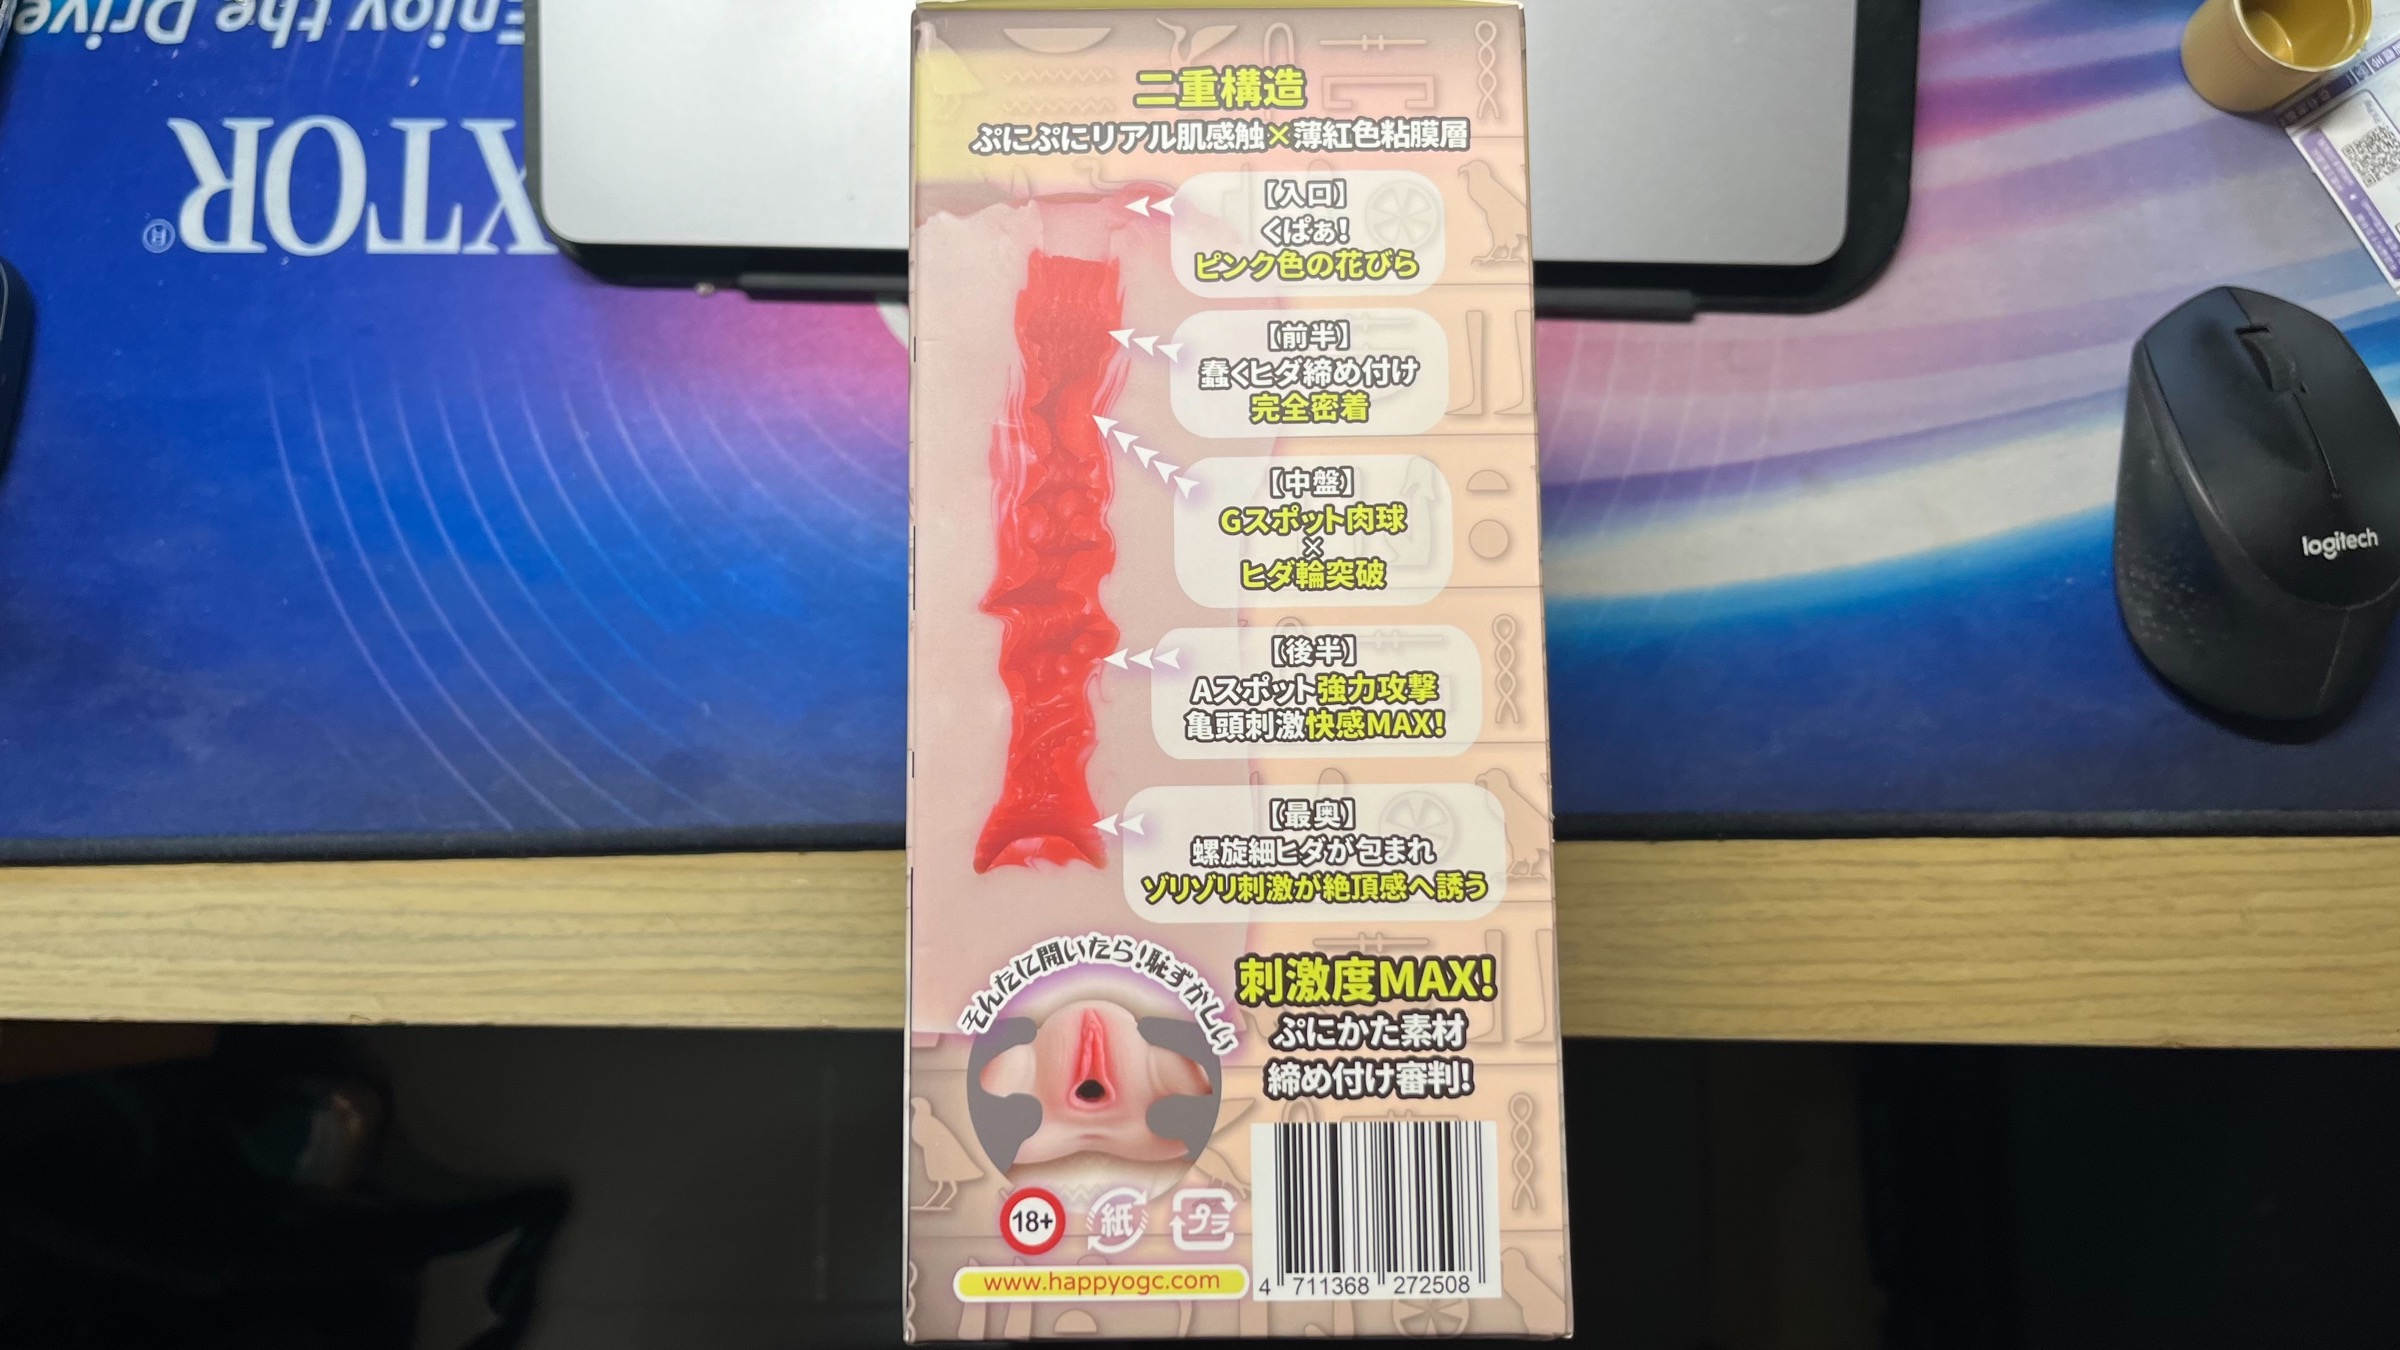 Enjoy the Drive
XTOR®
二重構造
ぷにぷにリアル肌感触×薄紅色粘膜層
【入口】
くぱぁ!
ピンク色の花びら
【前半】
蠢くヒダ締め付け
完全密着
【中盤】
Gスポット肉球
×
ヒダ輪突破
【後半】
Aスポット強力攻撃
亀頭刺激快感MAX!
【最奥】
螺旋細ヒダが包まれ
ゾリゾリ刺激が絶頂感へ誘う
そんなに開いたら!恥ずかしい
刺激度MAX!
ぷにかた素材
締め付け審判!
18+
紙
プラ
www.happyogc.com
4 711368 272508
logitech